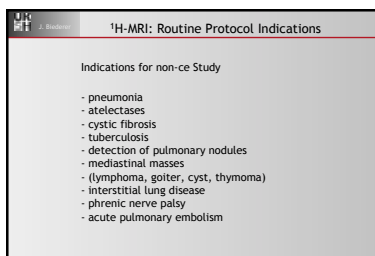 J. Biederer
¹H-MRI: Routine Protocol Indications
Indications for non-ce Study
- pneumonia
- atelectases
- cystic fibrosis
- tuberculosis
- detection of pulmonary nodules
- mediastinal masses
- (lymphoma, goiter, cyst, thymoma)
- interstitial lung disease
- phrenic nerve palsy
- acute pulmonary embolism